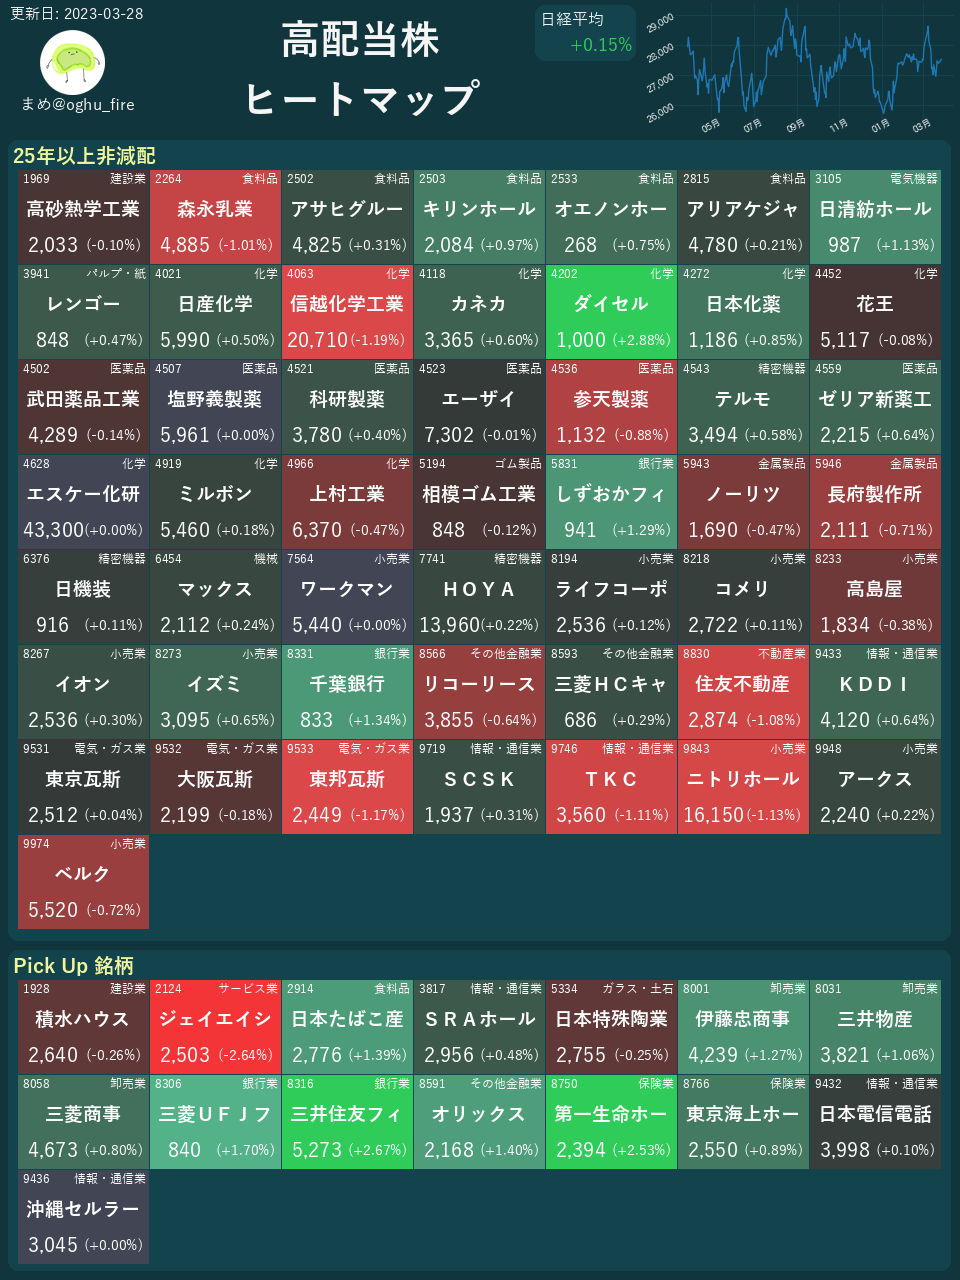 更新日: 2023-03-28
まめ@oghu_fire
高配当株
ヒートマップ
日経平均
+0.15%
29,000
28,000
27,000
26,000
05月 07月 09月 11月 01月 03月
25年以上非減配
1969 建設業 2264 食料品 2502 食料品 2503 食料品 2533 食料品 2815 食料品 3105 電気機器
高砂熱学工業 森永乳業 アサヒグルー キリンホール オエノンホー アリアケジャ 日清紡ホール
2,033 (-0.10%) 4,885 (-1.01%) 4,825 (+0.31%) 2,084 (+0.97%) 268 (+0.75%) 4,780 (+0.21%) 987 (+1.13%)
3941 パルプ・紙 4021 化学 4063 化学 4118 化学 4202 化学 4272 化学 4452 化学
レンゴー 日産化学 信越化学工業 カネカ ダイセル 日本化薬 花王
848 (+0.47%) 5,990 (+0.50%) 20,710 (-1.19%) 3,365 (+0.60%) 1,000 (+2.88%) 1,186 (+0.85%) 5,117 (-0.08%)
4502 医薬品 4507 医薬品 4521 医薬品 4523 医薬品 4536 医薬品 4543 精密機器 4559 医薬品
武田薬品工業 塩野義製薬 科研製薬 エーザイ 参天製薬 テルモ ゼリア新薬工
4,289 (-0.14%) 5,961 (+0.00%) 3,780 (+0.40%) 7,302 (-0.01%) 1,132 (-0.88%) 3,494 (+0.58%) 2,215 (+0.64%)
4628 化学 4919 化学 4966 化学 5194 ゴム製品 5831 銀行業 5943 金属製品 5946 金属製品
エスケー化研 ミルボン 上村工業 相模ゴム工業 しずおかフィ ノーリツ 長府製作所
43,300 (+0.00%) 5,460 (+0.18%) 6,370 (-0.47%) 848 (-0.12%) 941 (+1.29%) 1,690 (-0.47%) 2,111 (-0.71%)
6376 精密機器 6454 機械 7564 小売業 7741 精密機器 8194 小売業 8218 小売業 8233 小売業
日機装 マックス ワークマン ＨＯＹＡ ライフコーポ コメリ 高島屋
916 (+0.11%) 2,112 (+0.24%) 5,440 (+0.00%) 13,960 (+0.22%) 2,536 (+0.12%) 2,722 (+0.11%) 1,834 (-0.38%)
8267 小売業 8273 小売業 8331 銀行業 8566 その他金融業 8593 その他金融業 8830 不動産業 9433 情報・通信業
イオン イズミ 千葉銀行 リコーリース 三菱ＨＣキャ 住友不動産 ＫＤＤＩ
2,536 (+0.30%) 3,095 (+0.65%) 833 (+1.34%) 3,855 (-0.64%) 686 (+0.29%) 2,874 (-1.08%) 4,120 (+0.64%)
9531 電気・ガス業 9532 電気・ガス業 9533 電気・ガス業 9719 情報・通信業 9746 情報・通信業 9843 小売業 9948 小売業
東京瓦斯 大阪瓦斯 東邦瓦斯 ＳＣＳＫ ＴＫＣ ニトリホール アークス
2,512 (+0.04%) 2,199 (-0.18%) 2,449 (-1.17%) 1,937 (+0.31%) 3,560 (-1.11%) 16,150 (-1.13%) 2,240 (+0.22%)
9974 小売業
ベルク
5,520 (-0.72%)
Pick Up 銘柄
1928 建設業 2124 サービス業 2914 食料品 3817 情報・通信業 5334 ガラス・土石 8001 卸売業 8031 卸売業
積水ハウス ジェイエイシ 日本たばこ産 ＳＲＡホール 日本特殊陶業 伊藤忠商事 三井物産
2,640 (-0.26%) 2,503 (-2.64%) 2,776 (+1.39%) 2,956 (+0.48%) 2,755 (-0.25%) 4,239 (+1.27%) 3,821 (+1.06%)
8058 卸売業 8306 銀行業 8316 銀行業 8591 その他金融業 8750 保険業 8766 保険業 9432 情報・通信業
三菱商事 三菱ＵＦＪフ 三井住友フィ オリックス 第一生命ホー 東京海上ホー 日本電信電話
4,673 (+0.80%) 840 (+1.70%) 5,273 (+2.67%) 2,168 (+1.40%) 2,394 (+2.53%) 2,550 (+0.89%) 3,998 (+0.10%)
9436 情報・通信業
沖縄セルラー
3,045 (+0.00%)